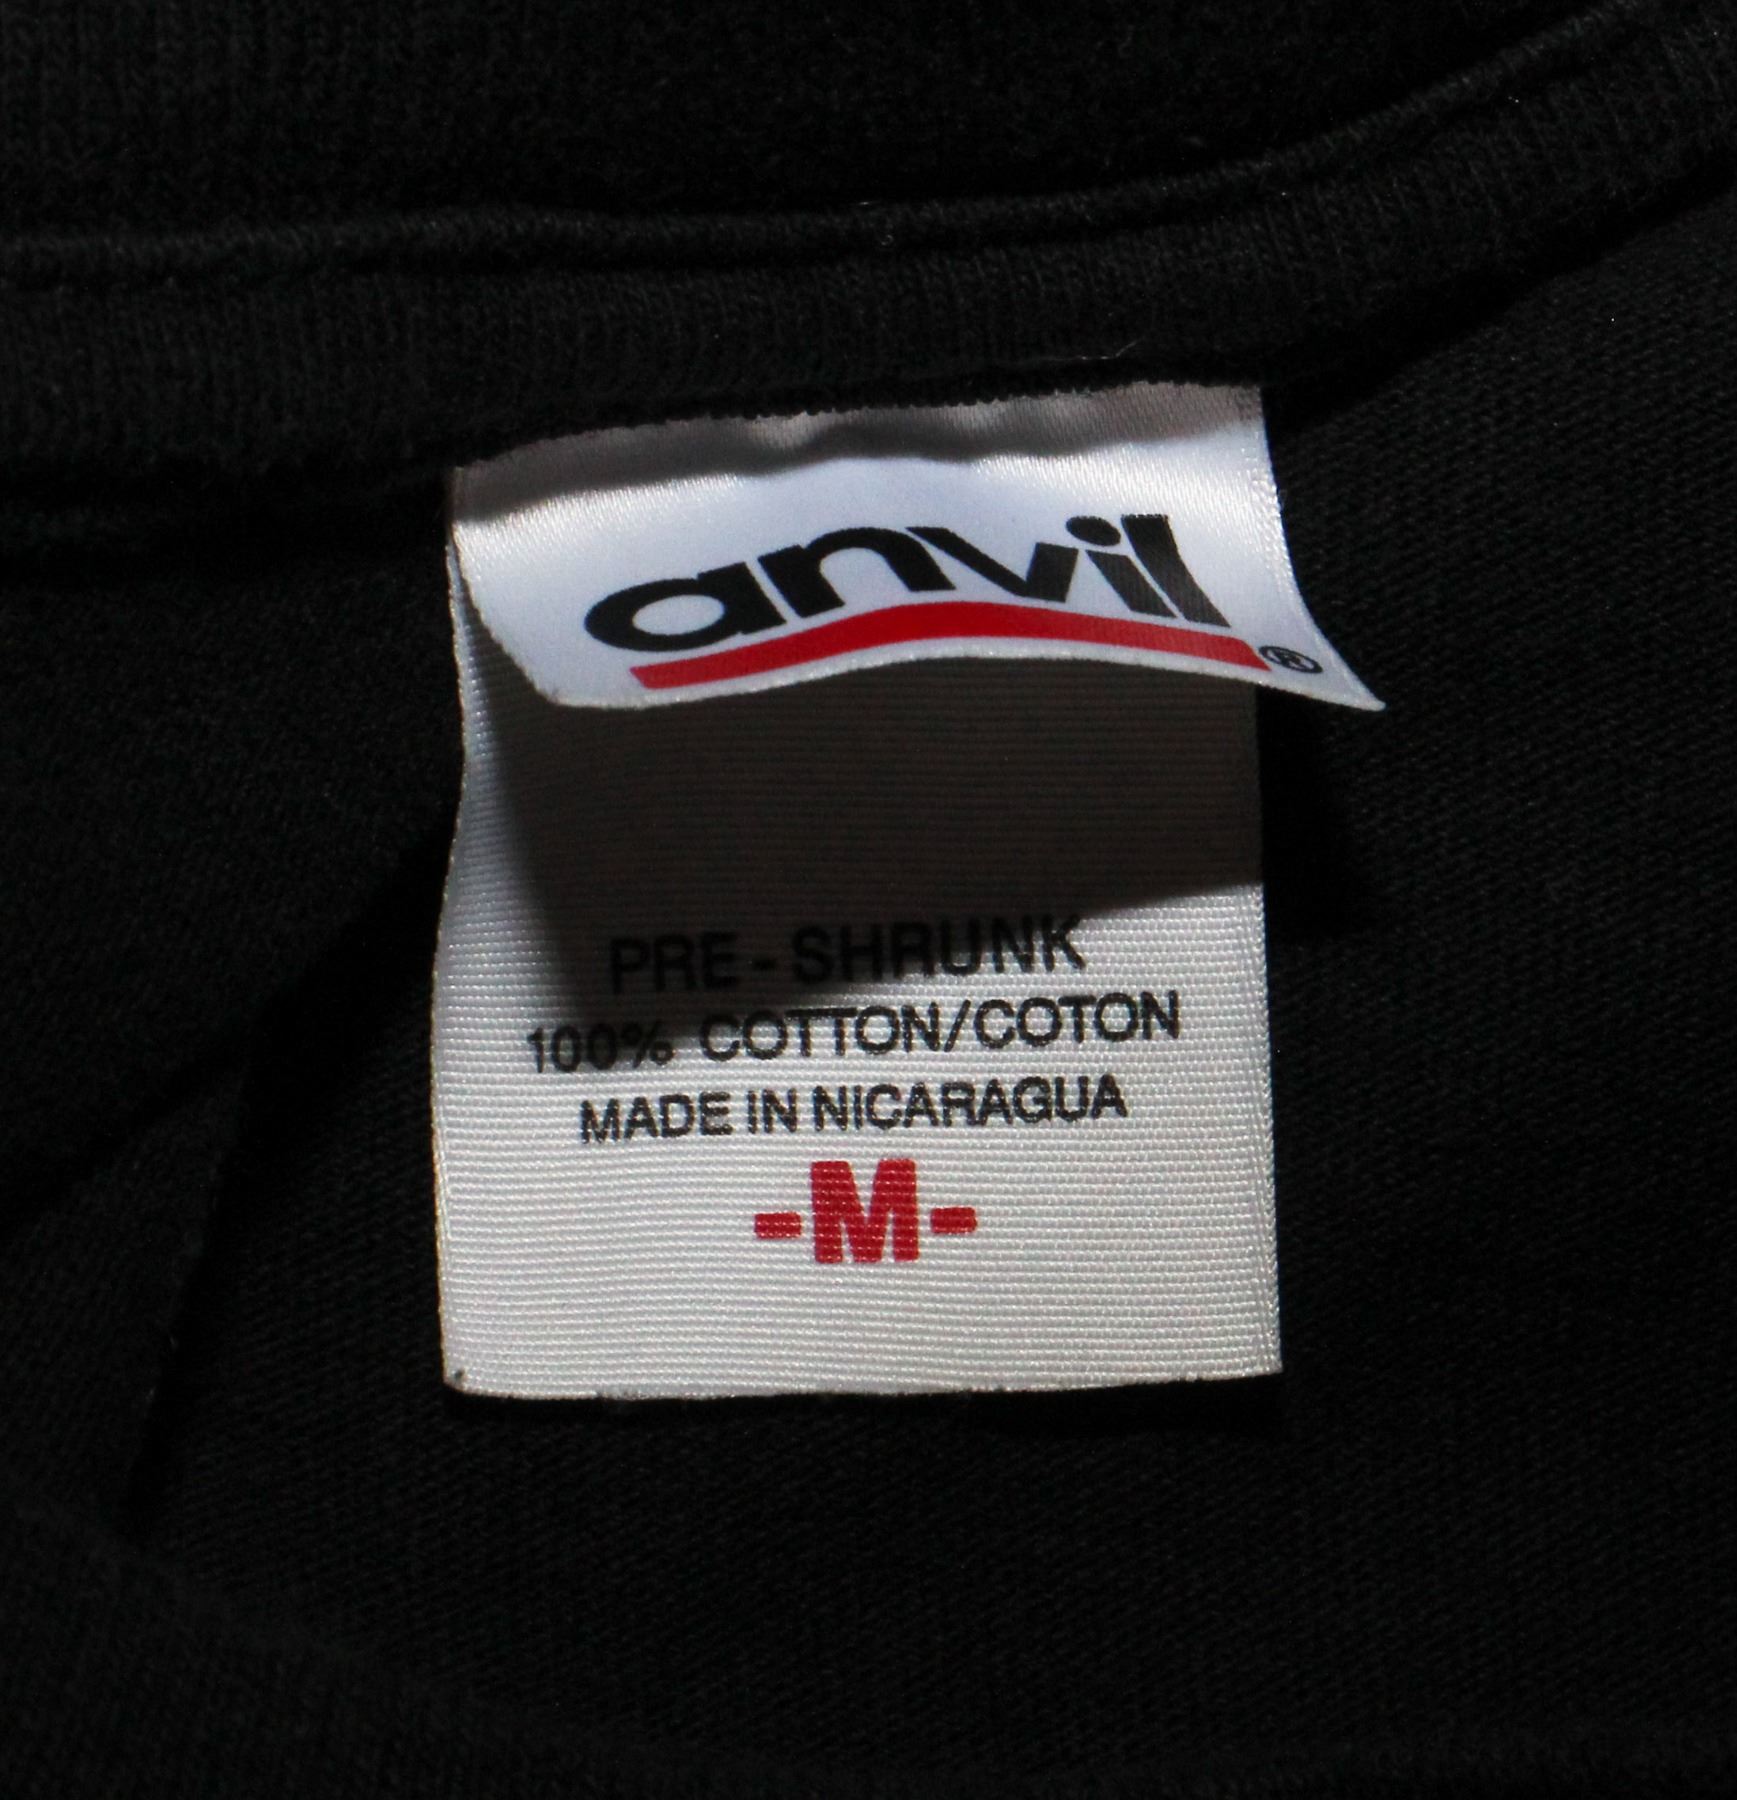 anvil®
PRE-SHRUNK
100% COTTON/COTON
MADE IN NICARAGUA
-M-